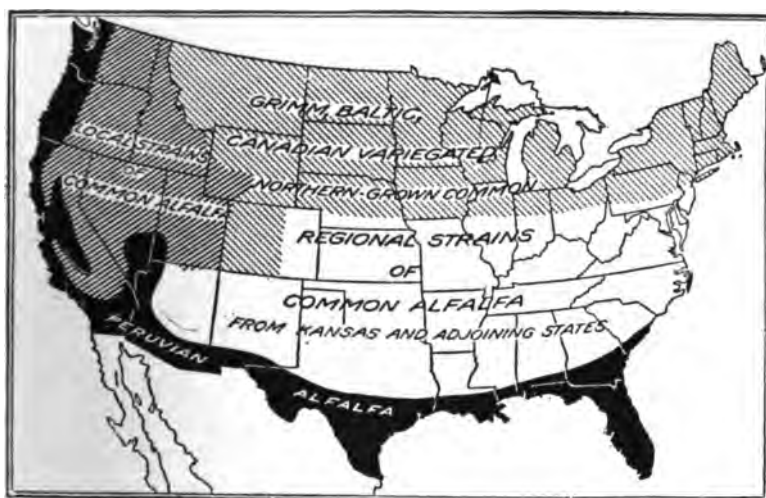 GRIMM, BALTIC,
CANADIAN VARIEGATED,
NORTHERN-GROWN COMMON
LOCAL STRAINS
OF
COMMON ALFALFA
REGIONAL STRAINS
OF
COMMON ALFALFA
FROM KANSAS AND ADJOINING STATES
PERUVIAN
ALFALFA